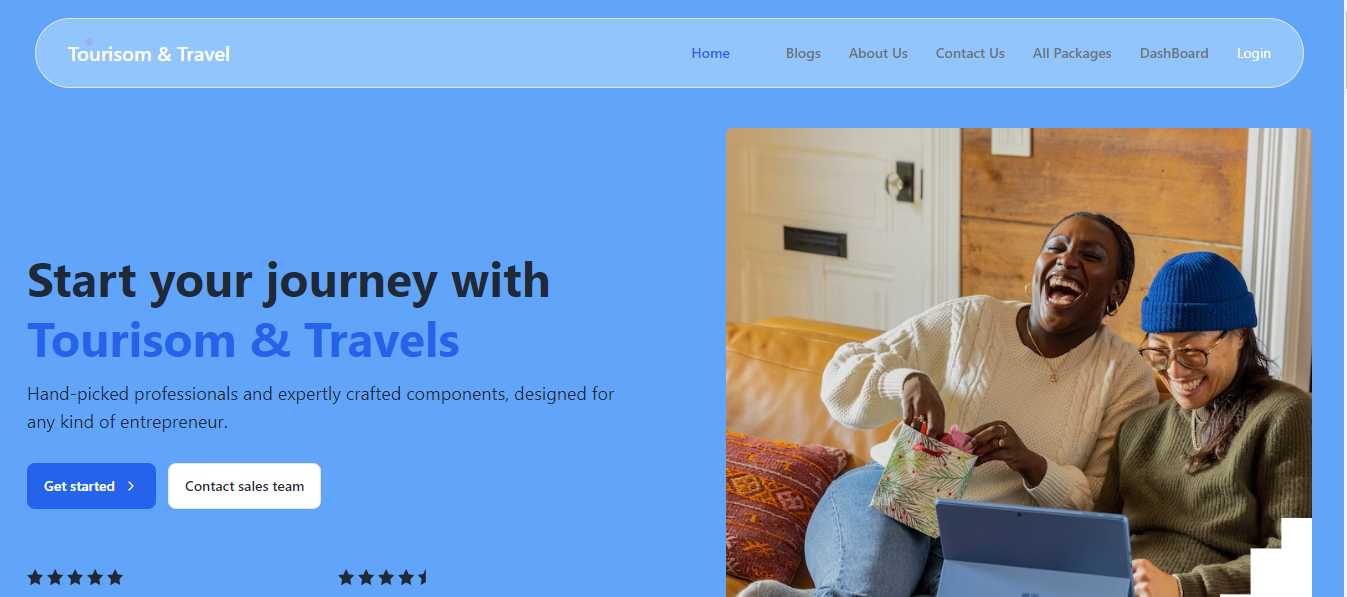 Tourisom & Travel
Home Blogs About Us Contact Us All Packages DashBoard Login
Start your journey with
Tourisom & Travels
Hand-picked professionals and expertly crafted components, designed for
any kind of entrepreneur.
Get started
Contact sales team